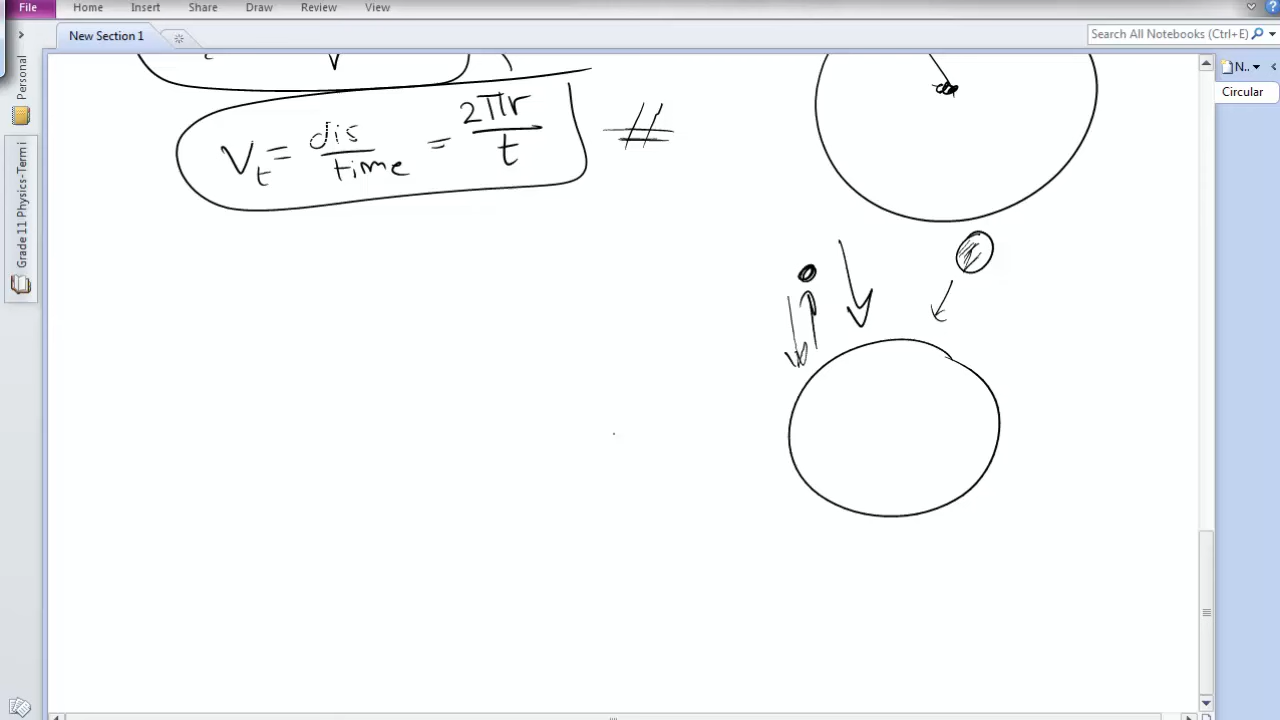 File Home Insert Share Draw Review View
New Section 1
Search All Notebooks (Ctrl+E)
N..
Personal
Circular
Grade 11 Physics-Termi
V_t = dis/time = 2πr/t